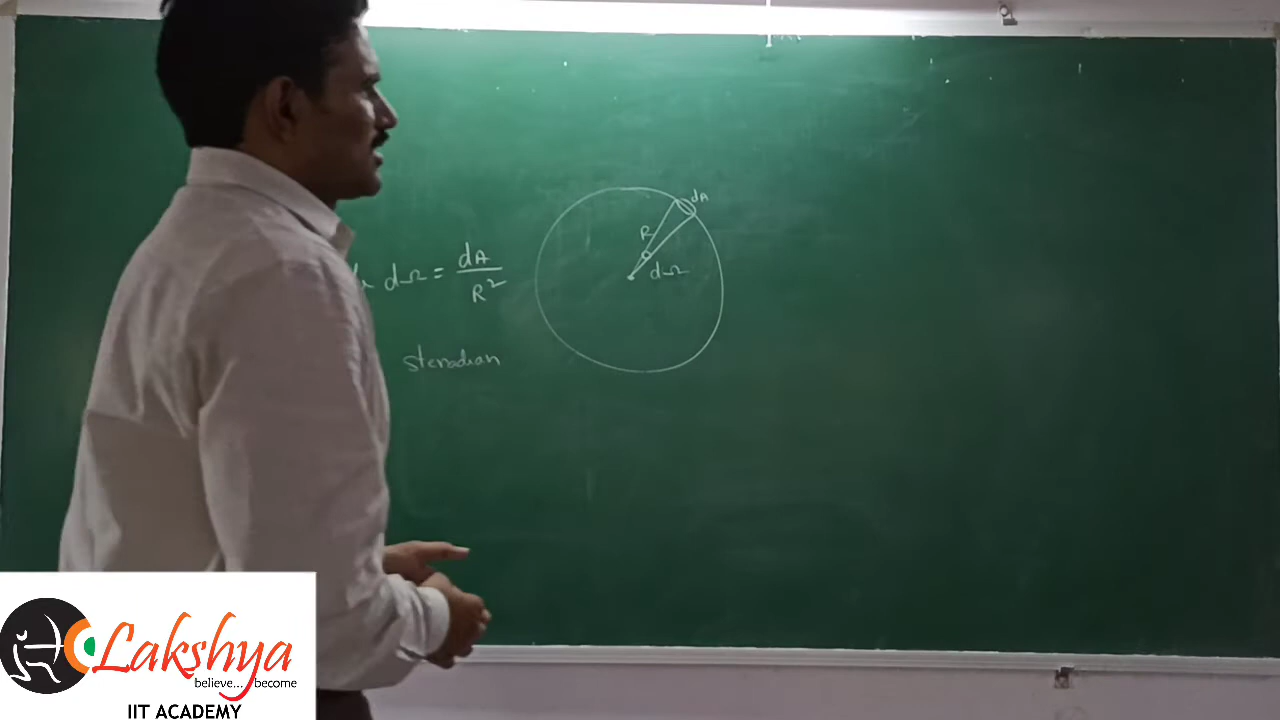 dA
R
dΩ
dΩ = dA
R²
steradian
Lakshya
believe... become
IIT ACADEMY